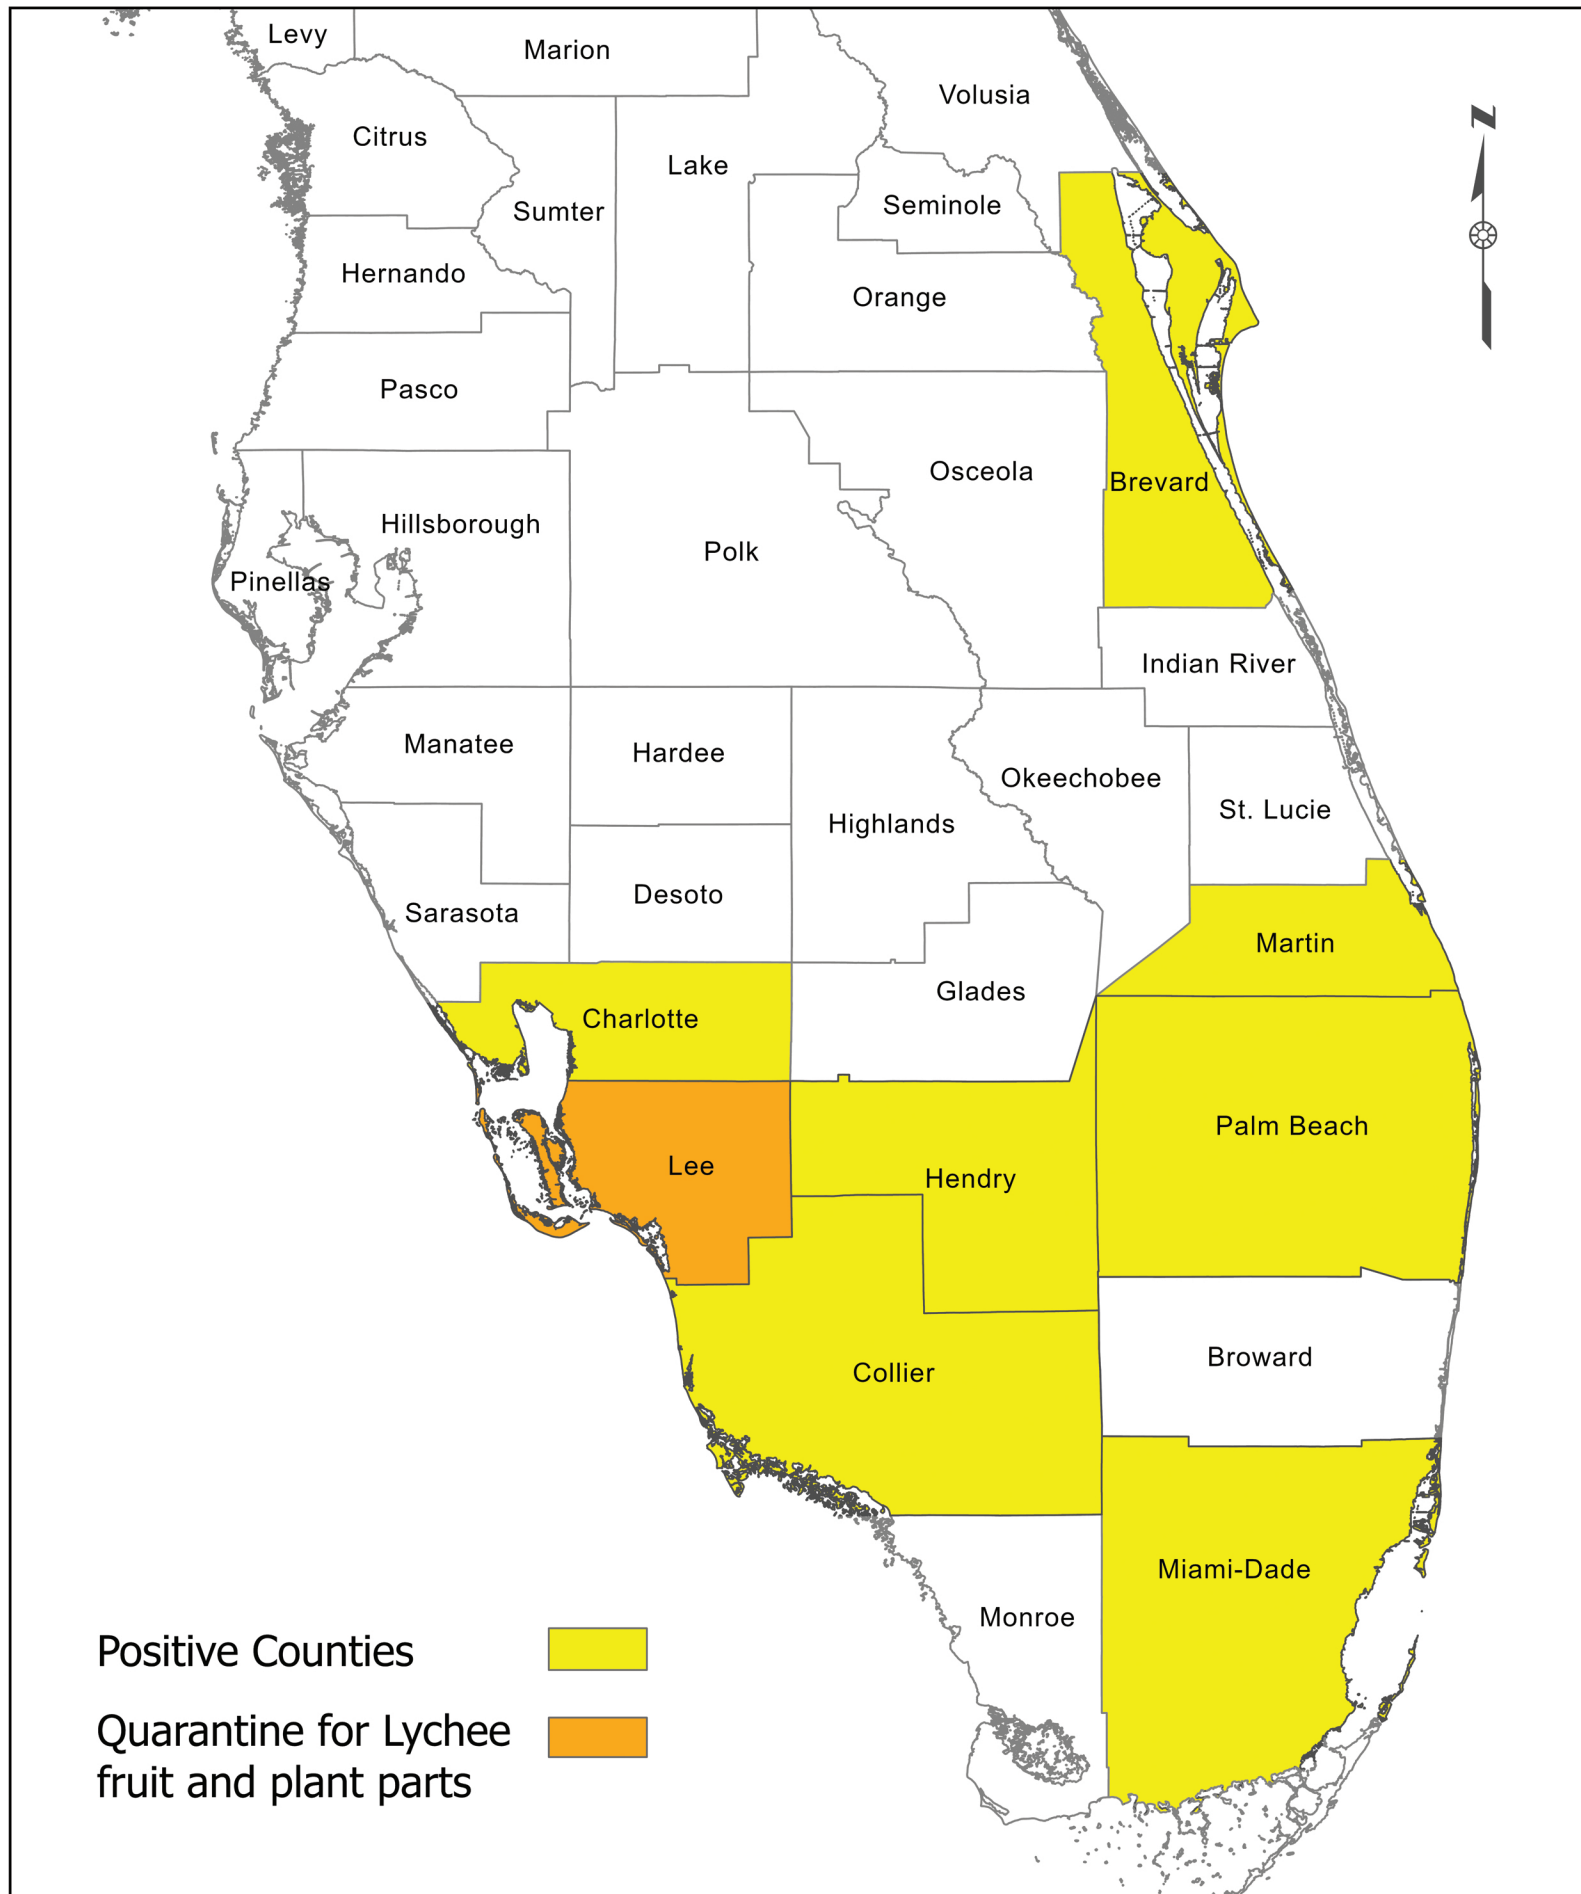 Levy
Marion
Volusia
Citrus
Lake
Sumter
Seminole
Hernando
Orange
Pasco
Osceola
Brevard
Hillsborough
Polk
Pinellas
Indian River
Manatee
Hardee
Okeechobee
St. Lucie
Highlands
Desoto
Sarasota
Martin
Glades
Charlotte
Palm Beach
Lee
Hendry
Broward
Collier
Miami-Dade
Monroe
Positive Counties
Quarantine for Lychee
fruit and plant parts
N